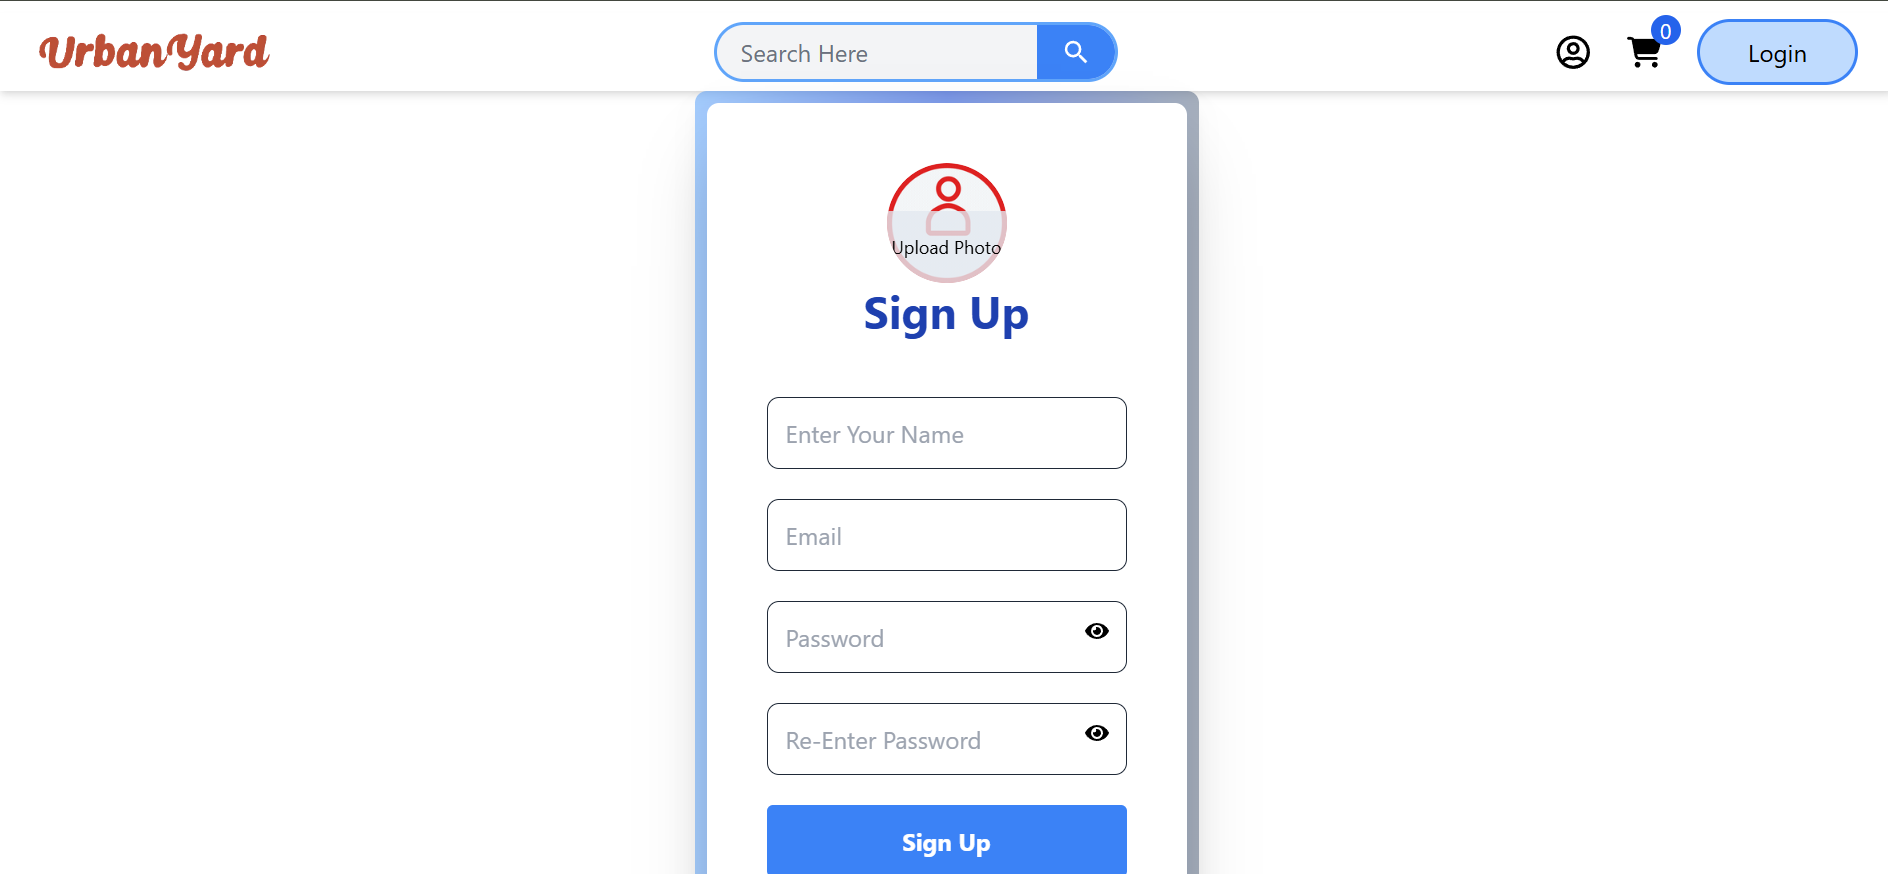 UrbanYard
Search Here
0
Login
Upload Photo
Sign Up
Enter Your Name
Email
Password
Re-Enter Password
Sign Up